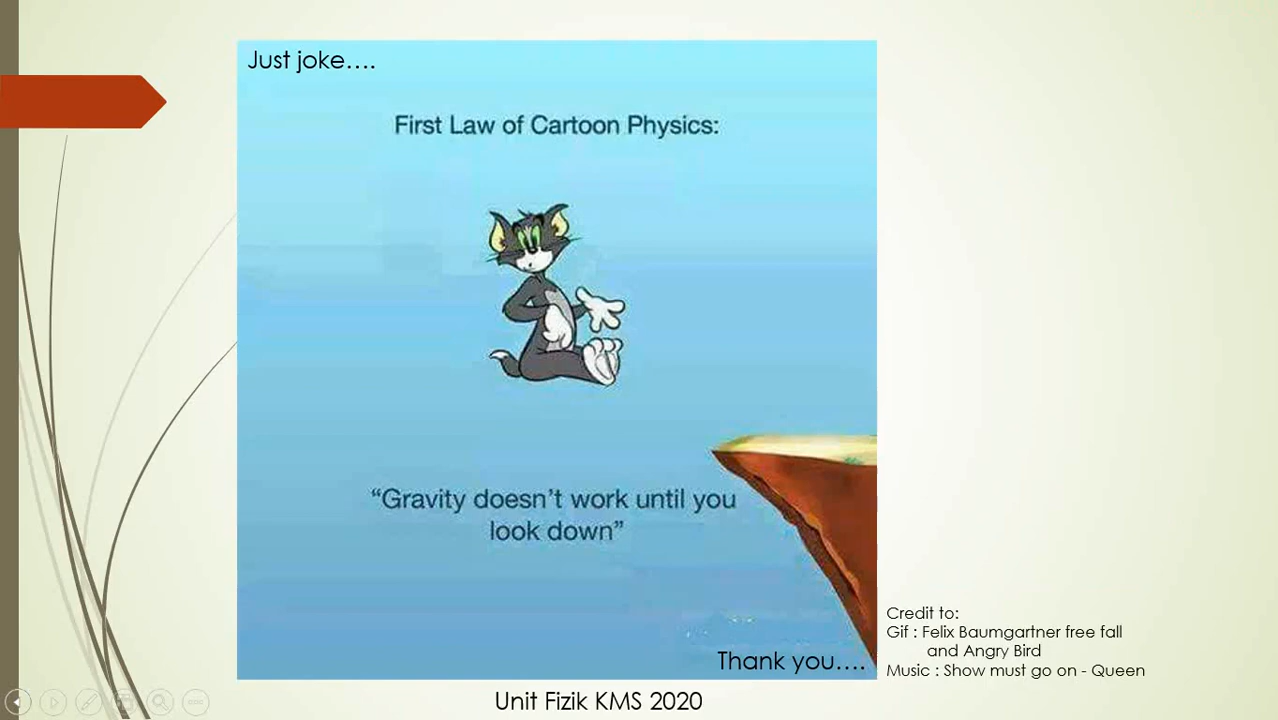 Just joke....
First Law of Cartoon Physics:
“Gravity doesn’t work until you
look down”
Thank you....
Credit to:
Gif : Felix Baumgartner free fall
and Angry Bird
Music : Show must go on - Queen
Unit Fizik KMS 2020